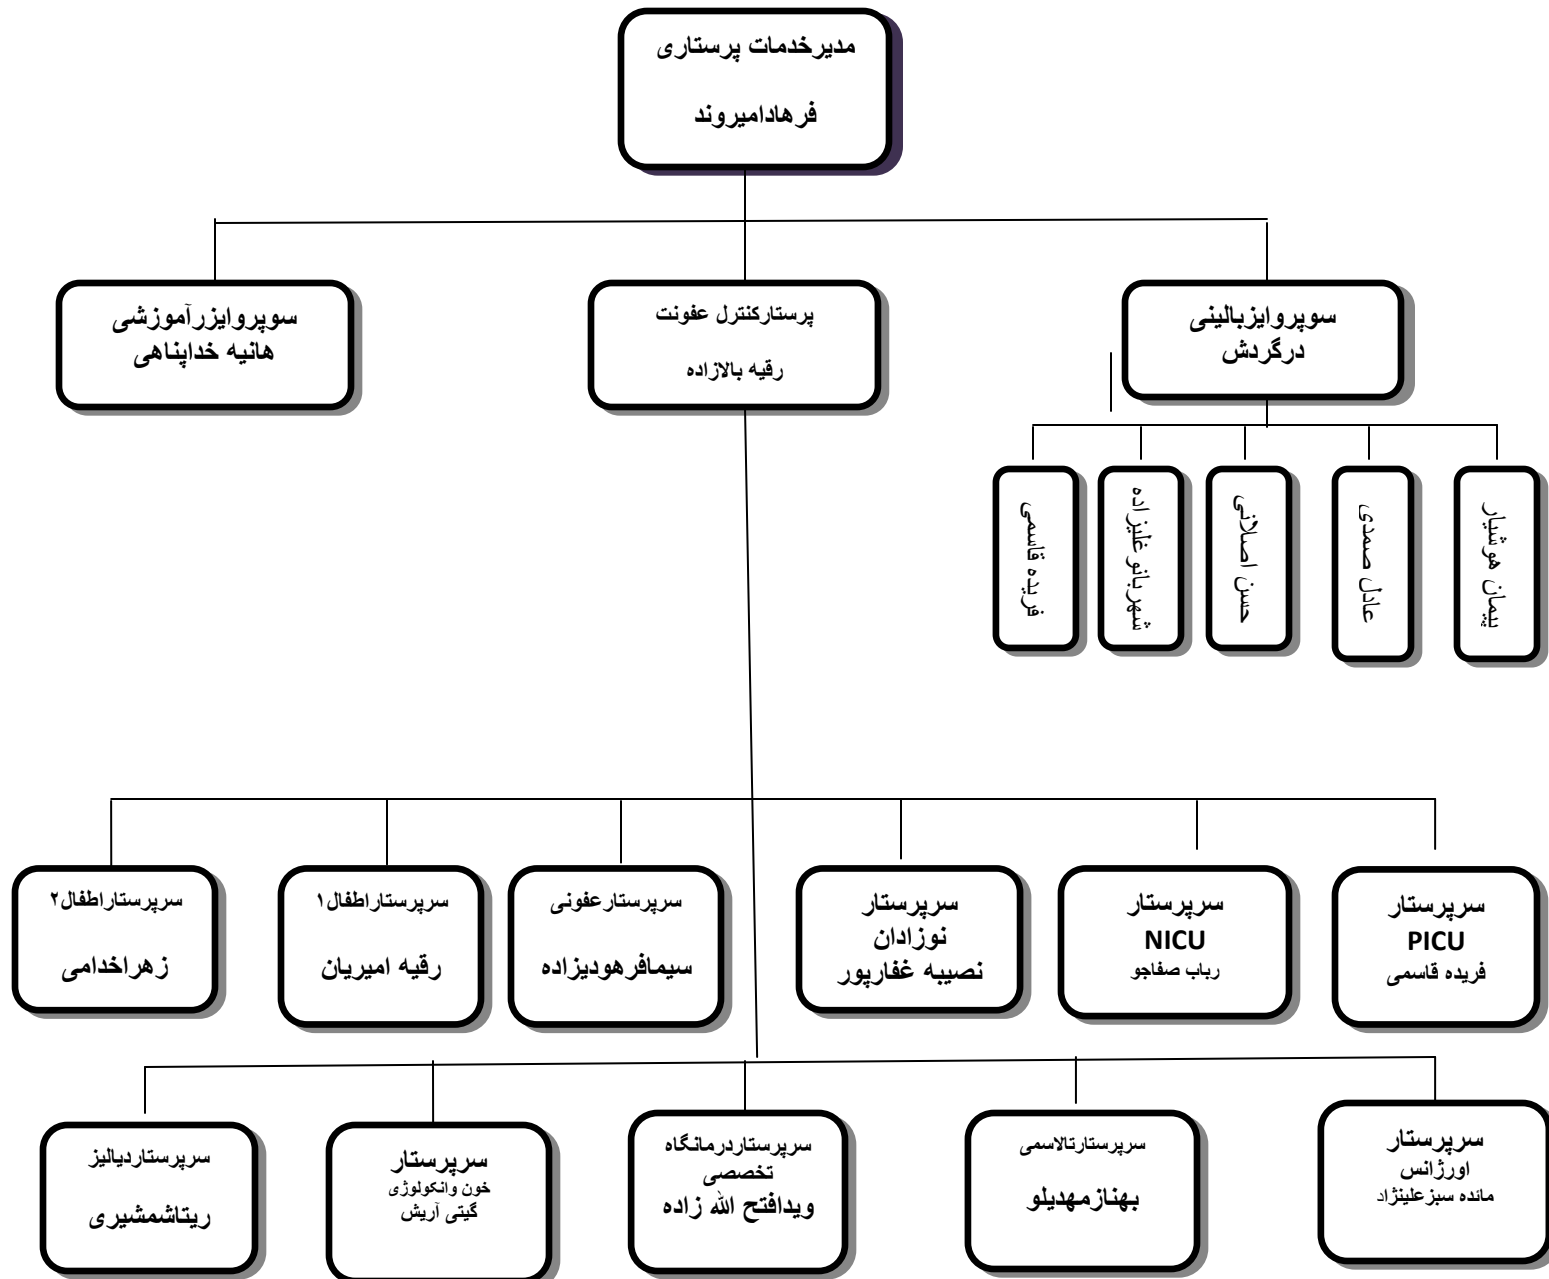 مدیرخدمات پرستاری
فرهادامیروند
سوپروایزبالینی
درگردش
پرستارکنترل عفونت
رقیه بالازاده
سوپروایزرآموزشی
هانیه خداپناهی
پیمان هوشیار
عادل صمدی
حسن اصلانی
شهربانو غلیزاده
فریده قاسمی
سرپرستار
PICU
فریده قاسمی
سرپرستار
NICU
رباب صفاجو
سرپرستار
نوزادان
نصیبه غفارپور
سرپرستارعفونی
سیمافرهودیزاده
سرپرستاراطفال۱
رقیه امیریان
سرپرستاراطفال۲
زهراخدامی
سرپرستار
اورژانس
مائده سبزعلینژاد
سرپرستارتالاسمی
بهنازمهدیلو
سرپرستاردرمانگاه
تخصصی
ویدافتح الله زاده
سرپرستار
خون وانکولوژی
گیتی آریش
سرپرستاردیالیز
ریتاشمشیری